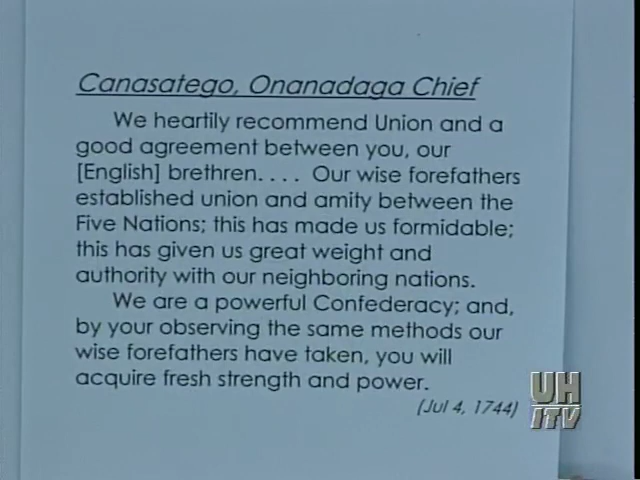 Canasatego, Onanadaga Chief
We heartily recommend Union and a
good agreement between you, our
[English] brethren. . . . Our wise forefathers
established union and amity between the
Five Nations; this has made us formidable;
this has given us great weight and
authority with our neighboring nations.
We are a powerful Confederacy; and,
by your observing the same methods our
wise forefathers have taken, you will
acquire fresh strength and power.
(Jul 4, 1744)
UH
ITV